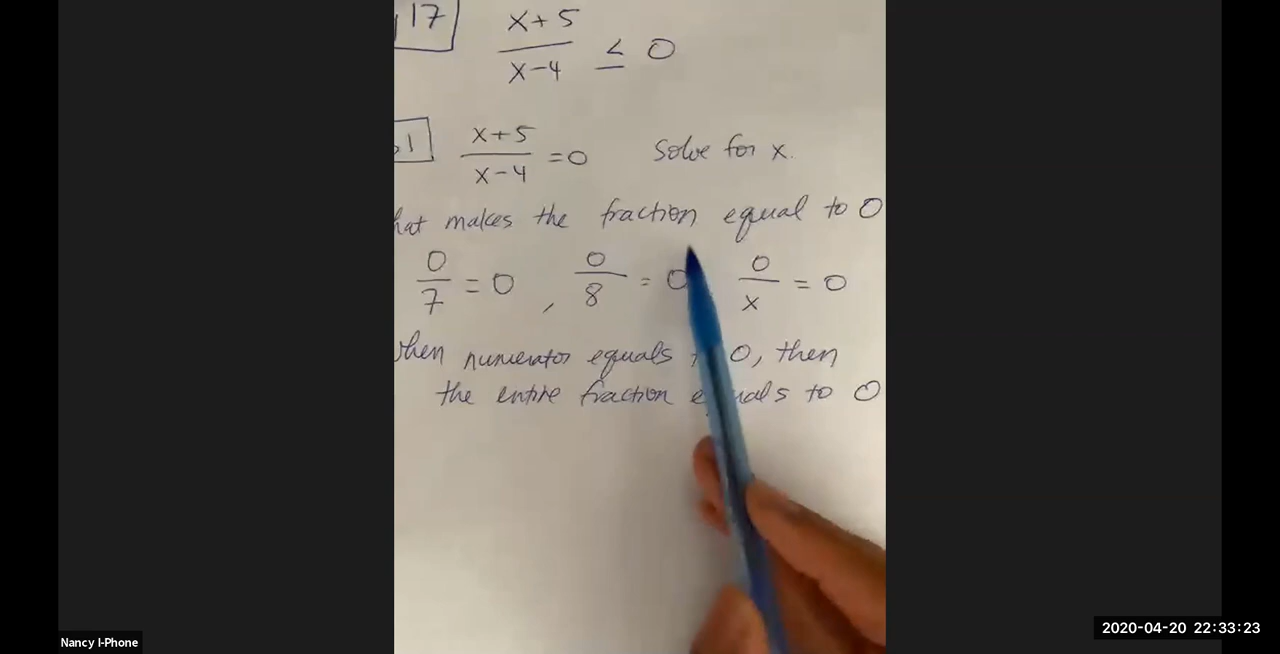 17 x+5
x-4 ≤ 0
1 x+5
x-4 =0 Solve for x.
hat makes the fraction equal to 0
0/7 = 0 , 0/8 = 0 0/x = 0
when numerator equals 0, then
the entire fraction equals to 0
Nancy I-Phone
2020-04-20 22:33:23